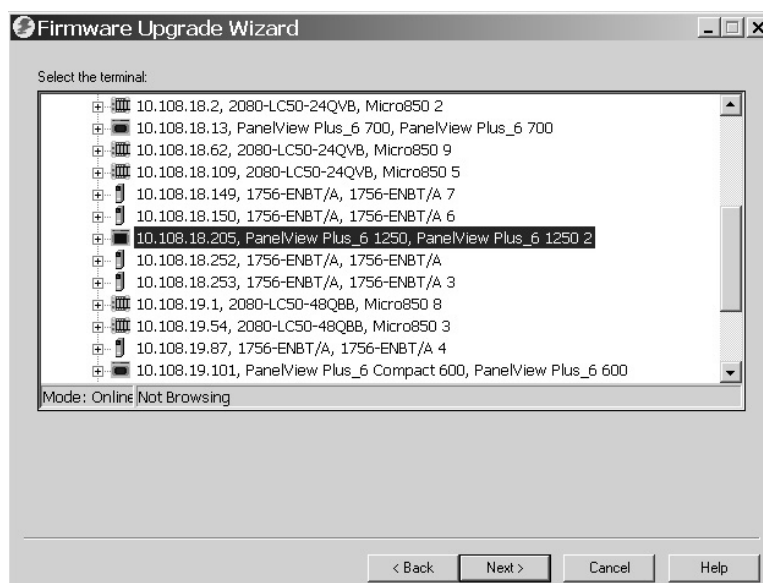 Firmware Upgrade Wizard
Select the terminal:
10.108.18.2, 2080-LC50-24QVB, Micro850 2
10.108.18.13, PanelView Plus_6 700, PanelView Plus_6 700
10.108.18.62, 2080-LC50-24QVB, Micro850 9
10.108.18.109, 2080-LC50-24QVB, Micro850 5
10.108.18.149, 1756-ENBT/A, 1756-ENBT/A 7
10.108.18.150, 1756-ENBT/A, 1756-ENBT/A 6
10.108.18.205, PanelView Plus_6 1250, PanelView Plus_6 1250 2
10.108.18.252, 1756-ENBT/A, 1756-ENBT/A
10.108.18.253, 1756-ENBT/A, 1756-ENBT/A 3
10.108.19.1, 2080-LC50-48QBB, Micro850 8
10.108.19.54, 2080-LC50-48QBB, Micro850 3
10.108.19.87, 1756-ENBT/A, 1756-ENBT/A 4
10.108.19.101, PanelView Plus_6 Compact 600, PanelView Plus_6 600
Mode: Online Not Browsing
< Back Next > Cancel Help